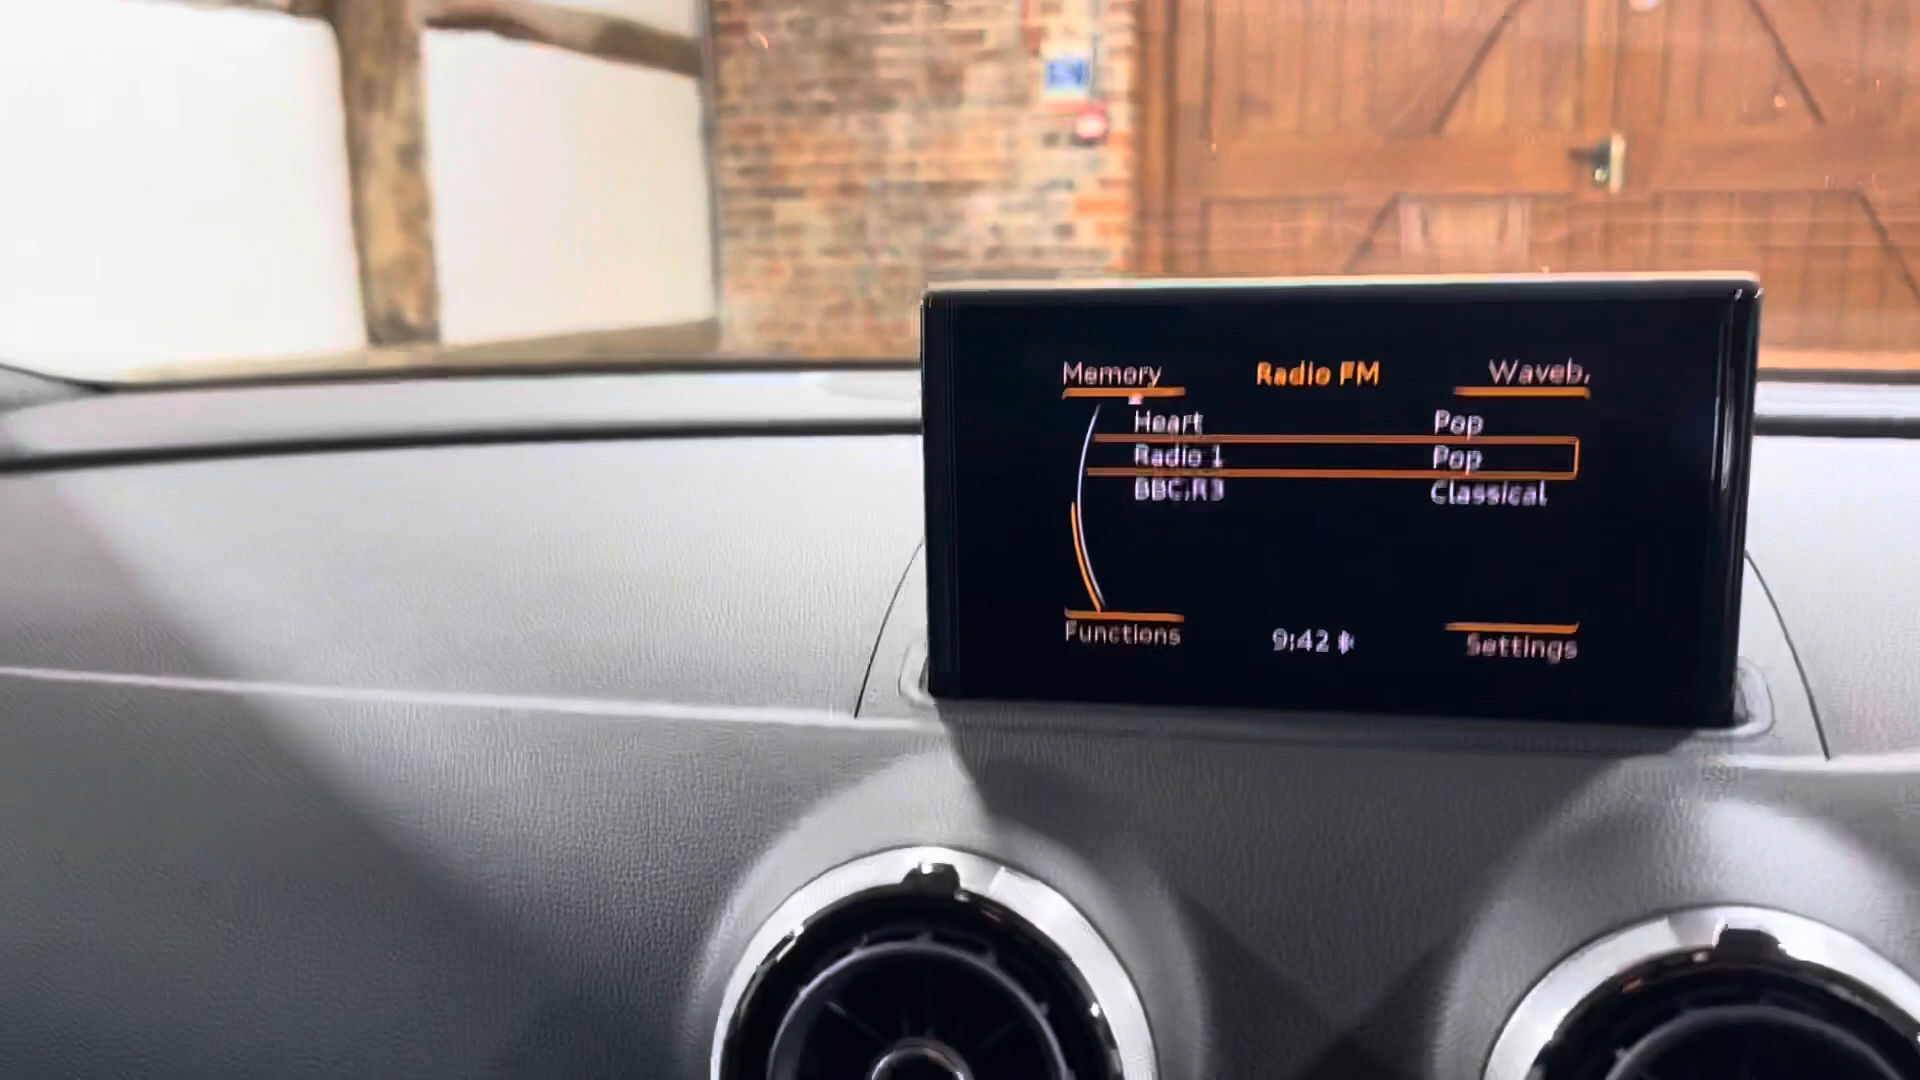 Memory Radio FM Waveb.
Heart Pop
Radio 1 Pop
BBC R3 Classical
Functions 9:42 Settings